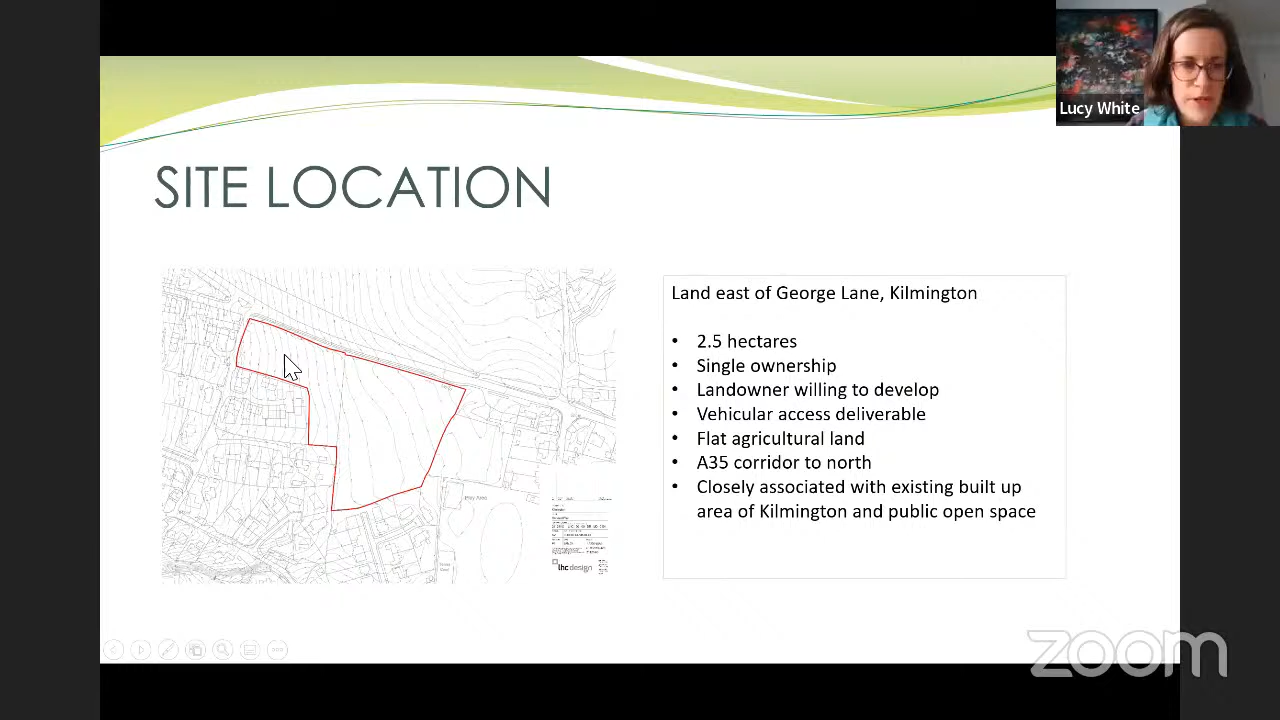 Lucy White
SITE LOCATION
Land east of George Lane, Kilmington
• 2.5 hectares
• Single ownership
• Landowner willing to develop
• Vehicular access deliverable
• Flat agricultural land
• A35 corridor to north
• Closely associated with existing built up
area of Kilmington and public open space
Play Area
lhc design
zoom